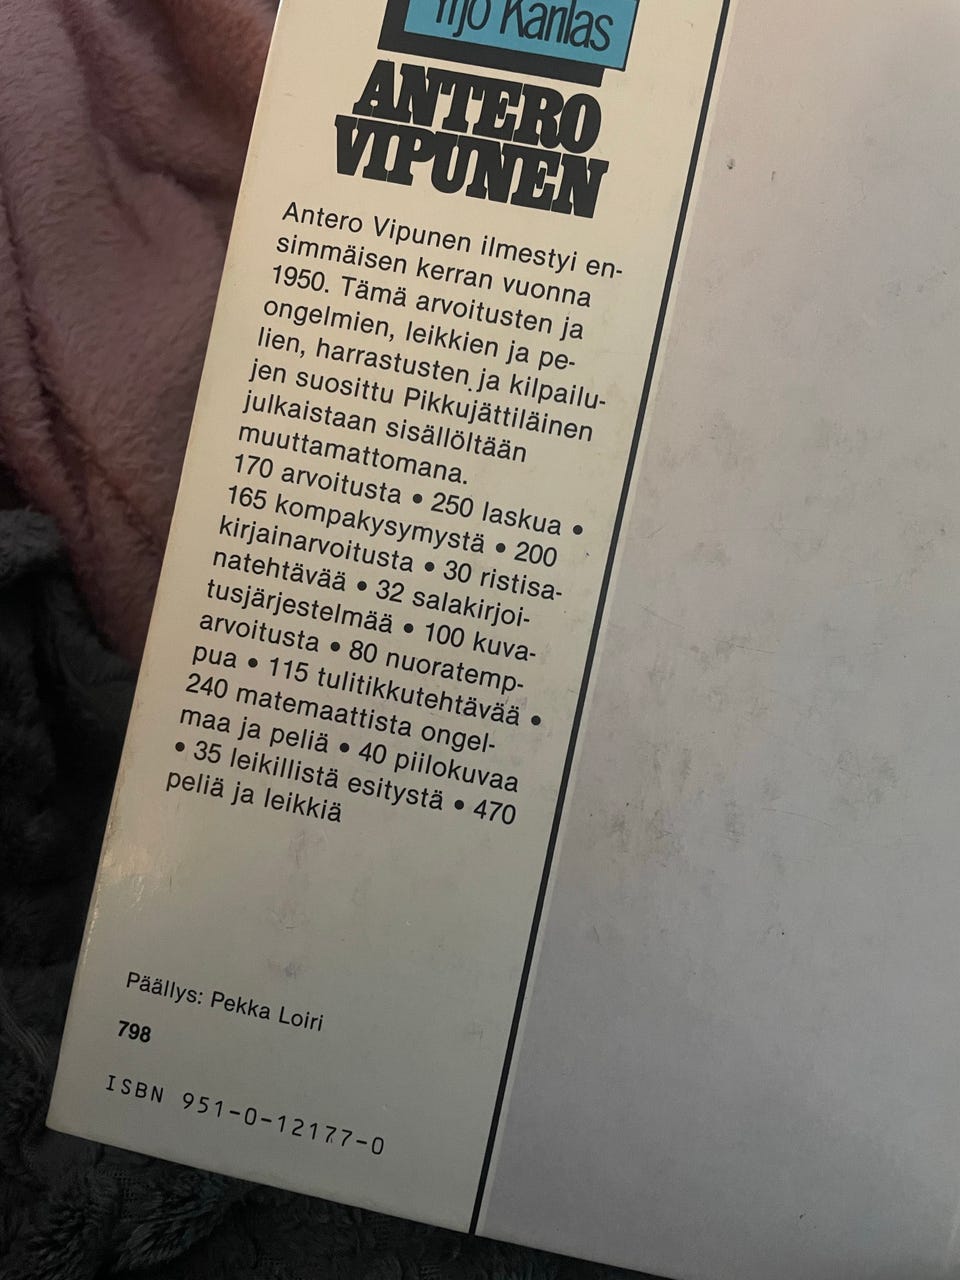 Yrjö Karilas
ANTERO
VIPUNEN
Antero Vipunen ilmestyi en-
simmäisen kerran vuonna
1950. Tämä arvoitusten ja
ongelmien, leikkien ja pe-
lien, harrastusten ja kilpailu-
jen suosittu Pikkujättiläinen
julkaistaan sisällöltään
muuttamattomana.
170 arvoitusta • 250 laskua •
165 kompakysymystä • 200
kirjainarvoitusta • 30 ristisa-
natehtävää • 32 salakirjoi-
tusjärjestelmää • 100 kuva-
arvoitusta • 80 nuoratemp-
pua • 115 tulitikkutehtävää •
240 matemaattista ongel-
maa ja peliä • 40 piilokuvaa
• 35 leikillistä esitystä • 470
peliä ja leikkiä
Päällys: Pekka Loiri
798
ISBN 951-0-12177-0